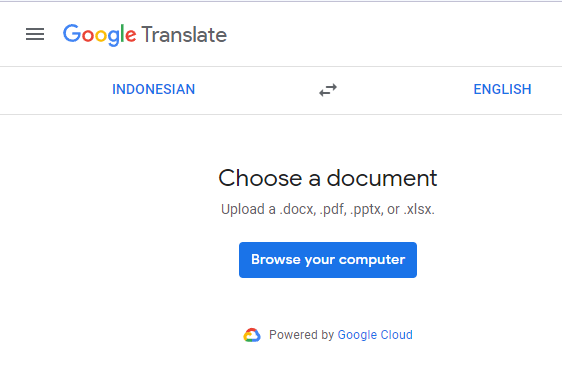 Google Translate
INDONESIAN ENGLISH
Choose a document
Upload a .docx, .pdf, .pptx, or .xlsx.
Browse your computer
Powered by Google Cloud